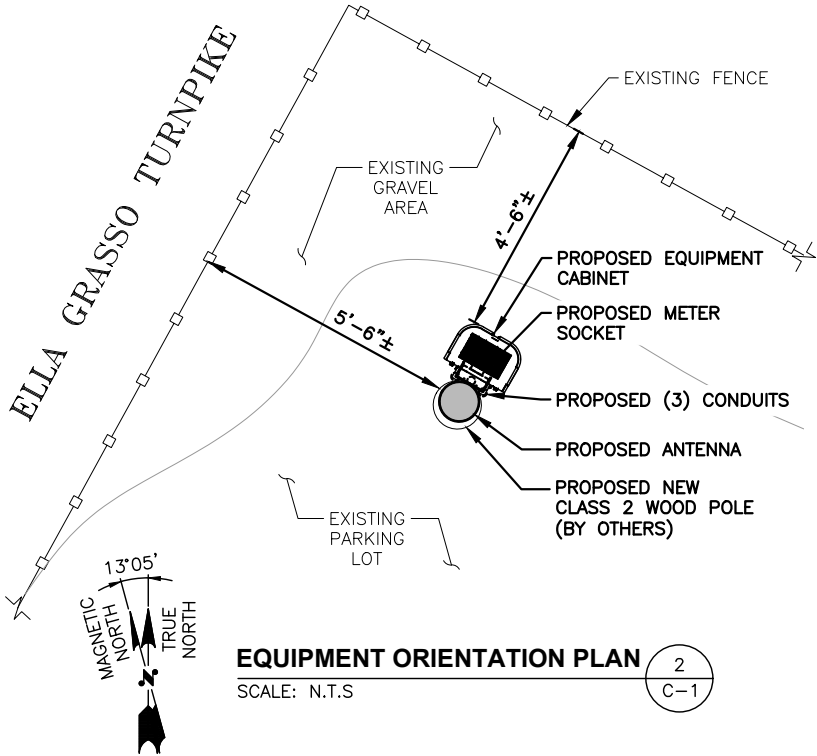 ELLA GRASSO TURNPIKE
EXISTING FENCE
EXISTING
GRAVEL
AREA
4'-6"±
5'-6"±
PROPOSED EQUIPMENT
CABINET
PROPOSED METER
SOCKET
PROPOSED (3) CONDUITS
PROPOSED ANTENNA
PROPOSED NEW
CLASS 2 WOOD POLE
(BY OTHERS)
EXISTING
PARKING
LOT
13°05'
MAGNETIC
NORTH
TRUE
NORTH
N
EQUIPMENT ORIENTATION PLAN
SCALE: N.T.S
2
C-1